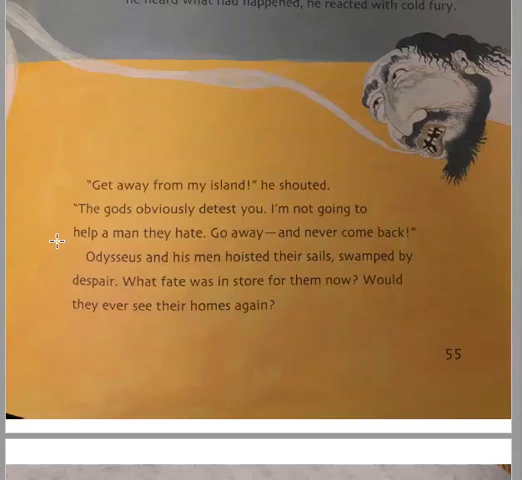 he heard what had happened, he reacted with cold fury.
“Get away from my island!” he shouted.
“The gods obviously detest you. I’m not going to
help a man they hate. Go away—and never come back!”
Odysseus and his men hoisted their sails, swamped by
despair. What fate was in store for them now? Would
they ever see their homes again?
55